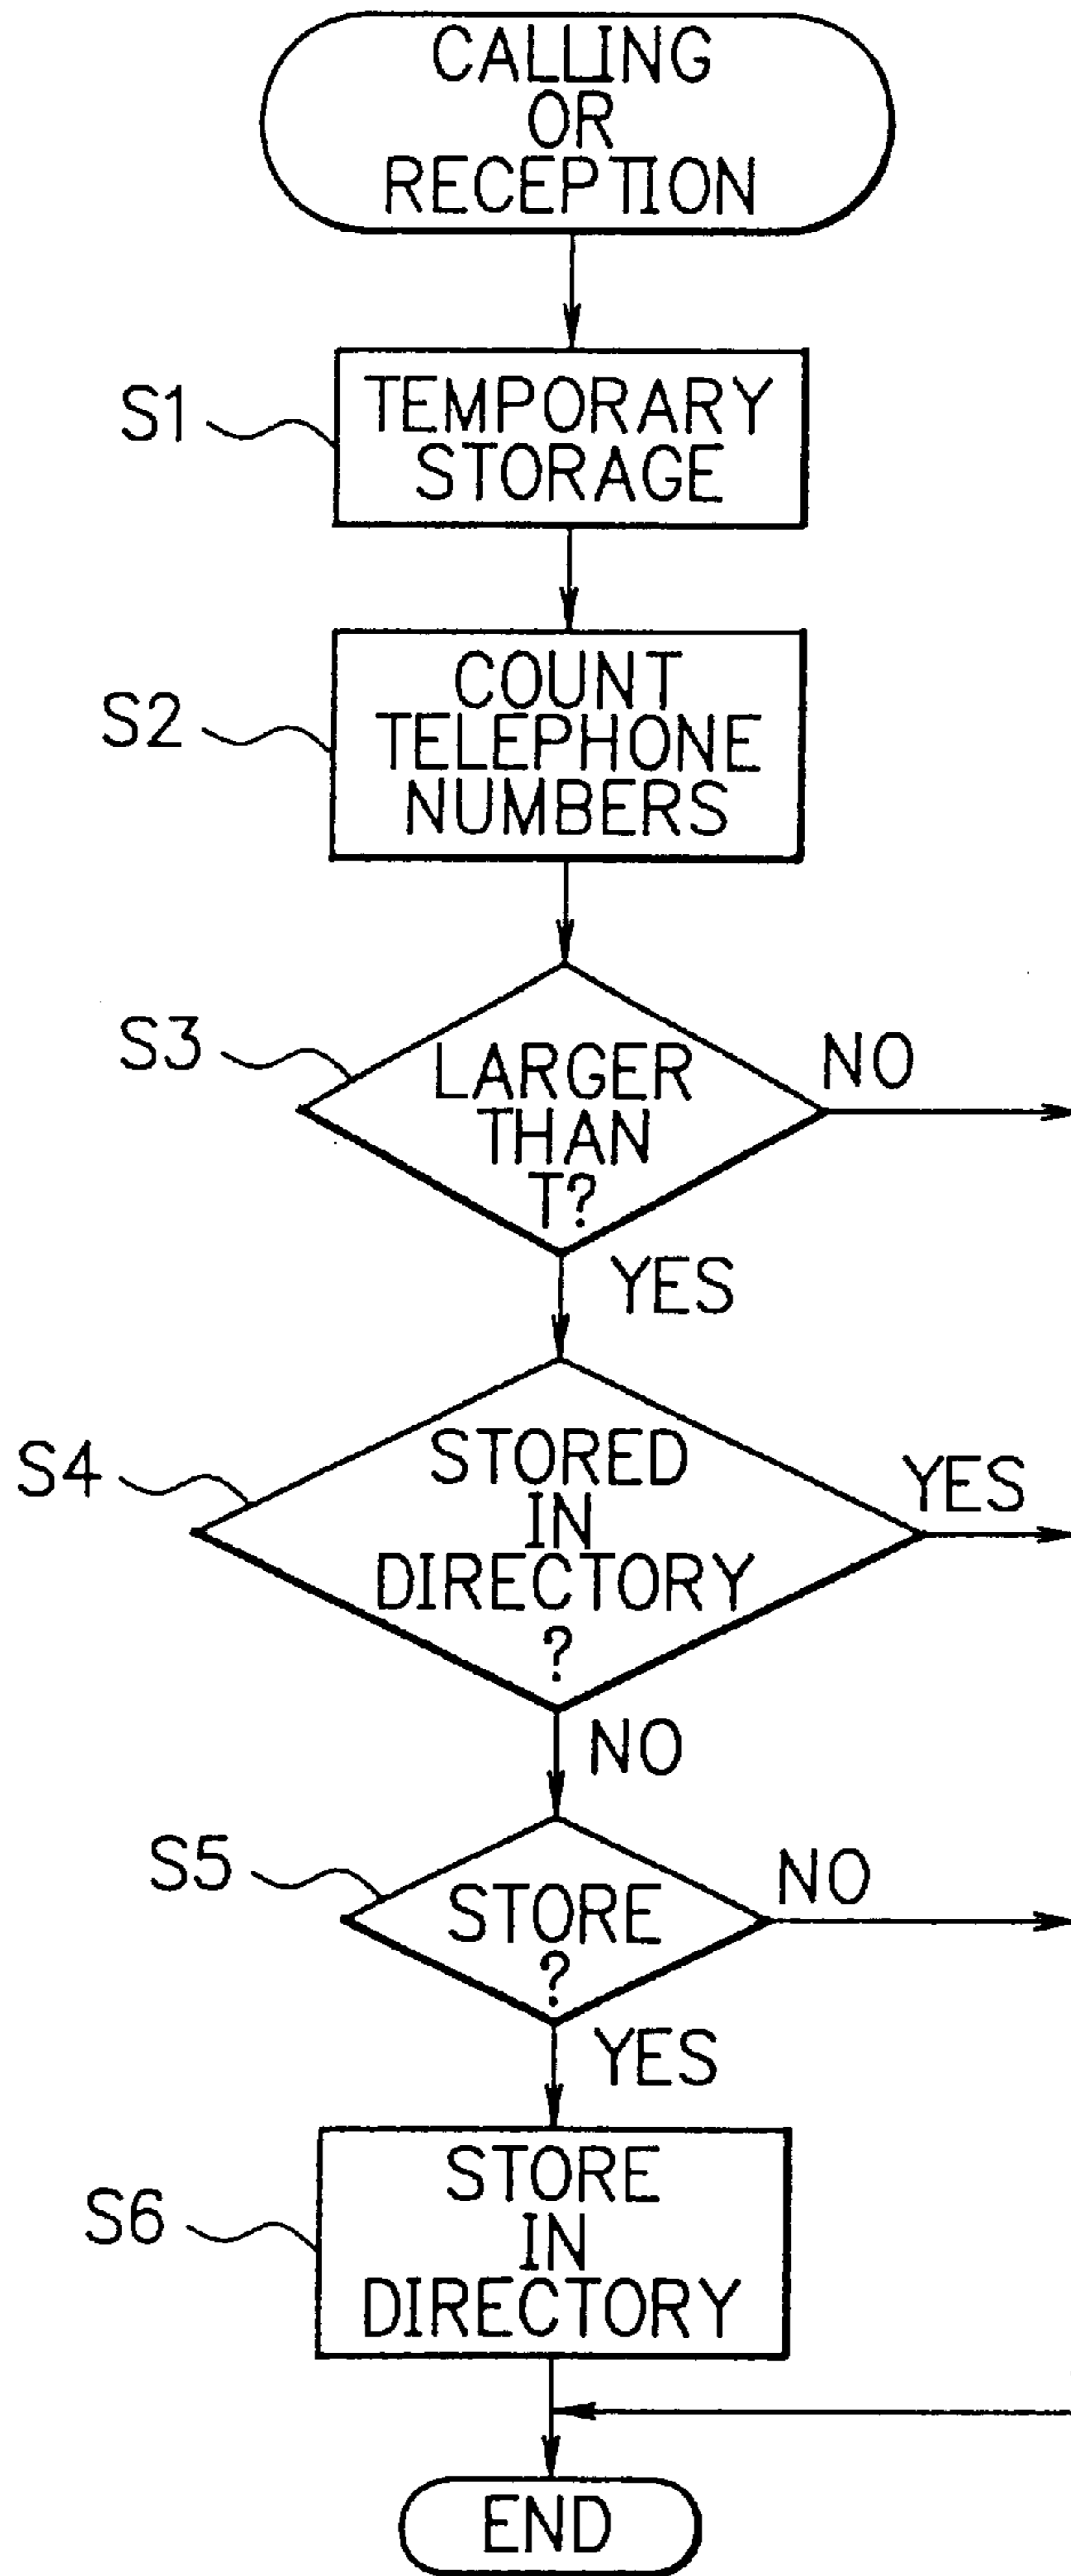 CALLING
OR
RECEPTION
S1
TEMPORARY
STORAGE
S2
COUNT
TELEPHONE
NUMBERS
S3
LARGER
THAN
T?
NO
YES
S4
STORED
IN
DIRECTORY
?
YES
NO
S5
STORE
?
NO
YES
S6
STORE
IN
DIRECTORY
END